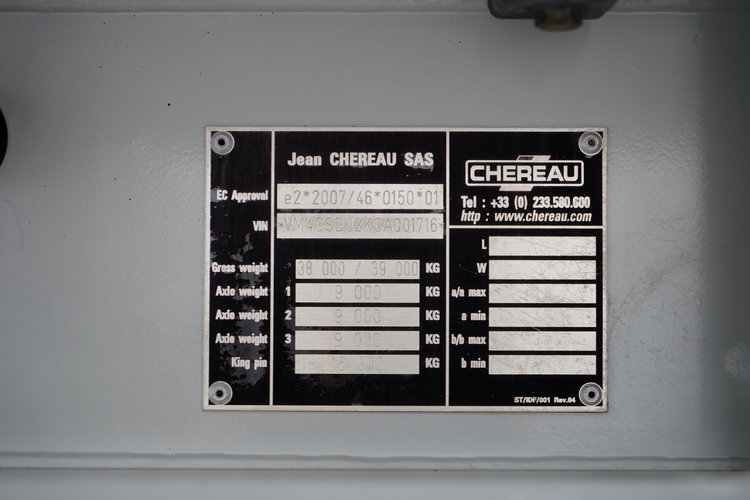 Jean CHEREAU SAS
EC Approval e2*2007/46*0150*01
VIN
Gross weight 38 000 / 39 000 KG
Axle weight 1 9 000 KG
Axle weight 2 9 000 KG
Axle weight 3 9 000 KG
King pin KG
CHEREAU
Tel : +33 (0) 233.580.600
http : www.chereau.com
L
W
a/n max
a min
b/b max
b min
ST/IDF/001 Rev.04